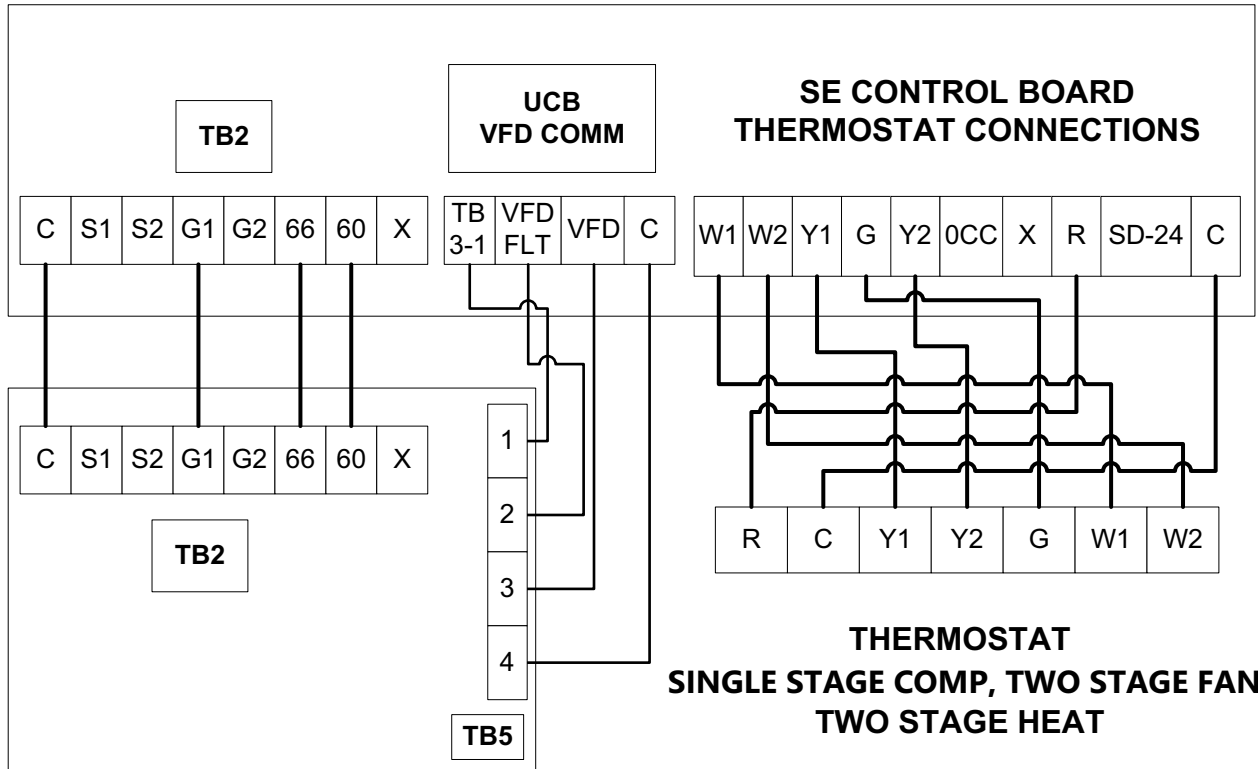 TB2
UCB
VFD COMM
SE CONTROL BOARD
THERMOSTAT CONNECTIONS
C S1 S2 G1 G2 66 60 X
TB
3-1
VFD
FLT
VFD
C
W1 W2 Y1 G Y2 0CC X R SD-24 C
C S1 S2 G1 G2 66 60 X
TB2
1
2
3
4
TB5
R C Y1 Y2 G W1 W2
THERMOSTAT
SINGLE STAGE COMP, TWO STAGE FAN
TWO STAGE HEAT